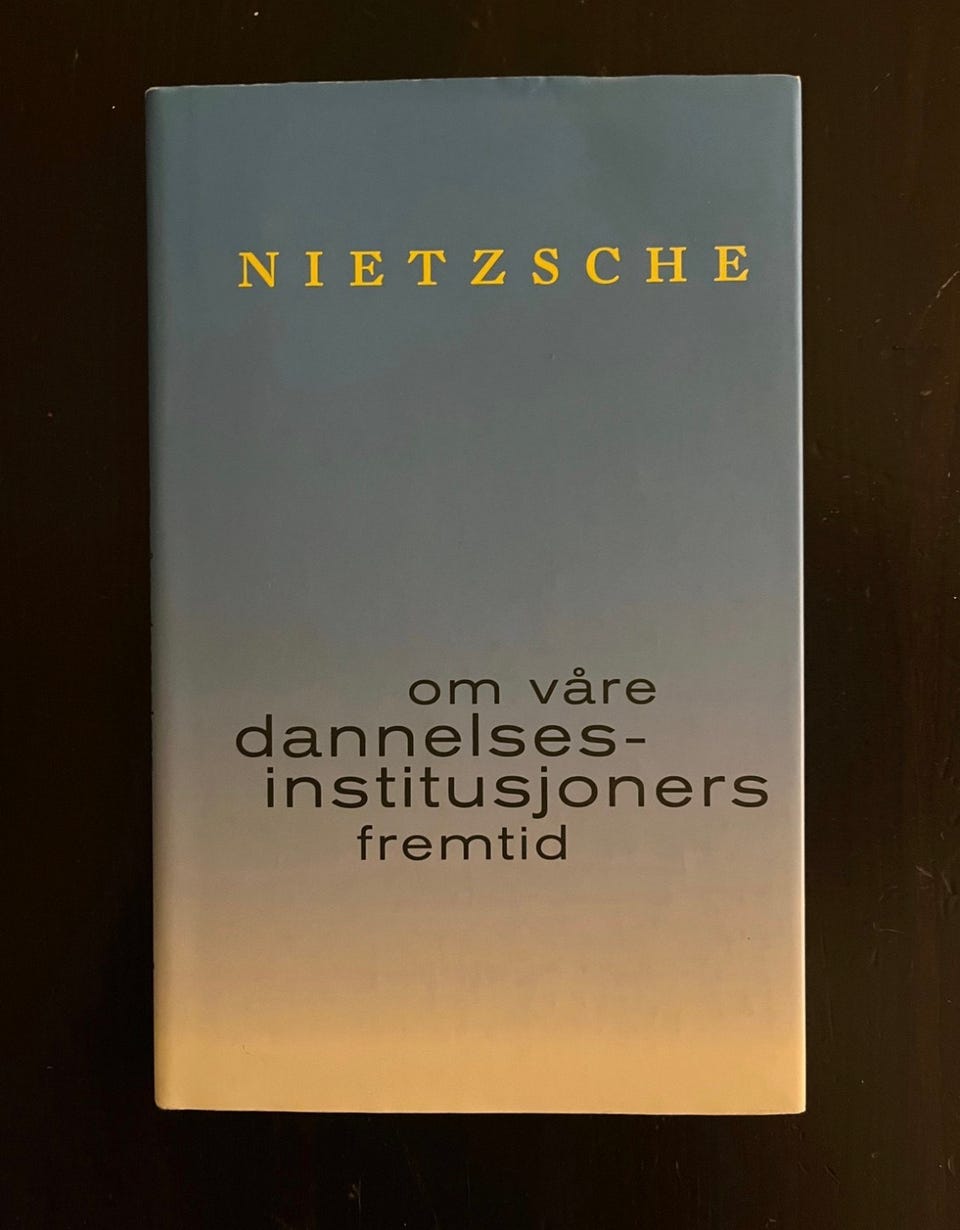 NIETZSCHE
om våre
dannelses-
institusjoners
fremtid